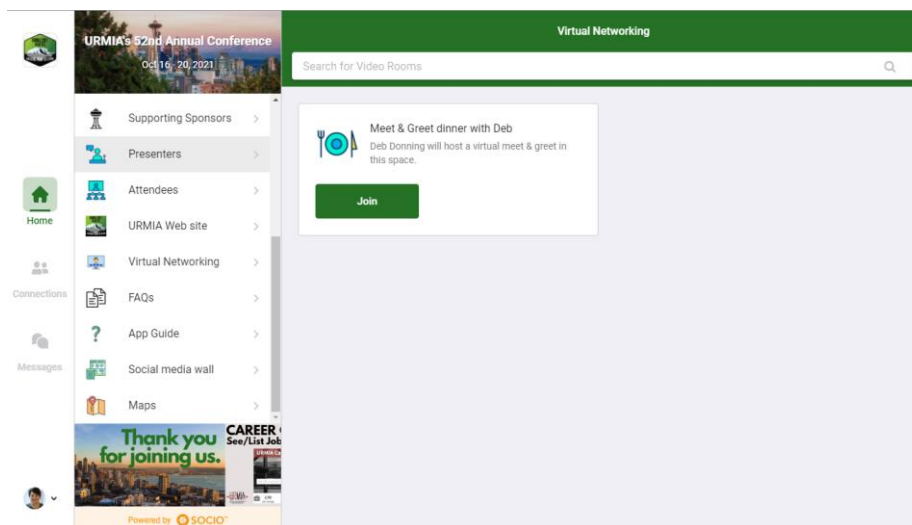 URMIA's 52nd Annual Conference
Oct 16 - 20, 2021
Virtual Networking
Search for Video Rooms
Home
Connections
Messages
Supporting Sponsors
Presenters
Attendees
URMIA Web site
Virtual Networking
FAQs
App Guide
Social media wall
Maps
Thank you
for joining us.
CAREER
See/List Job
Powered by SOCIO
Meet & Greet dinner with Deb
Deb Donning will host a virtual meet & greet in
this space.
Join